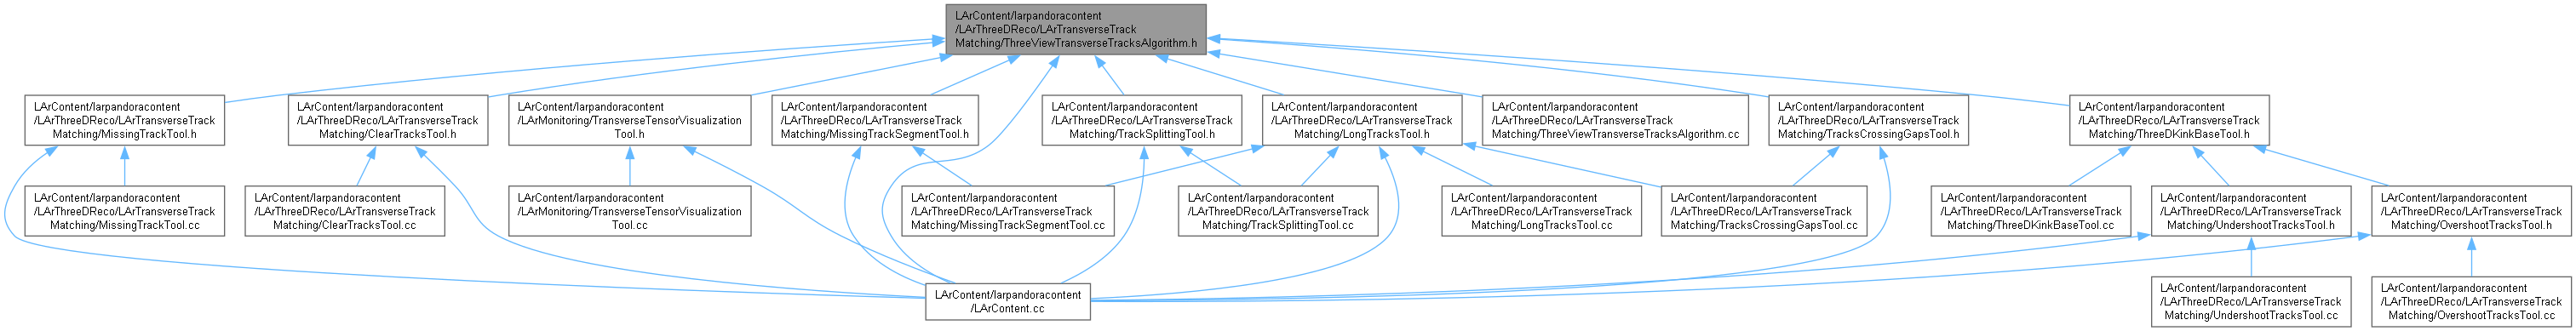 LArContent/larpandoracontent
/LArThreeDReco/LArTransverseTrack
Matching/ThreeViewTransverseTracksAlgorithm.h
LArContent/larpandoracontent
/LArThreeDReco/LArTransverseTrack
Matching/MissingTrackTool.h
LArContent/larpandoracontent
/LArThreeDReco/LArTransverseTrack
Matching/ClearTracksTool.h
LArContent/larpandoracontent
/LArMonitoring/TransverseTensorVisualization
Tool.h
LArContent/larpandoracontent
/LArThreeDReco/LArTransverseTrack
Matching/MissingTrackSegmentTool.h
LArContent/larpandoracontent
/LArThreeDReco/LArTransverseTrack
Matching/TrackSplittingTool.h
LArContent/larpandoracontent
/LArThreeDReco/LArTransverseTrack
Matching/LongTracksTool.h
LArContent/larpandoracontent
/LArThreeDReco/LArTransverseTrack
Matching/ThreeViewTransverseTracksAlgorithm.cc
LArContent/larpandoracontent
/LArThreeDReco/LArTransverseTrack
Matching/TracksCrossingGapsTool.h
LArContent/larpandoracontent
/LArThreeDReco/LArTransverseTrack
Matching/ThreeDKinkBaseTool.h
LArContent/larpandoracontent
/LArThreeDReco/LArTransverseTrack
Matching/MissingTrackTool.cc
LArContent/larpandoracontent
/LArThreeDReco/LArTransverseTrack
Matching/ClearTracksTool.cc
LArContent/larpandoracontent
/LArMonitoring/TransverseTensorVisualization
Tool.cc
LArContent/larpandoracontent
/LArThreeDReco/LArTransverseTrack
Matching/MissingTrackSegmentTool.cc
LArContent/larpandoracontent
/LArThreeDReco/LArTransverseTrack
Matching/TrackSplittingTool.cc
LArContent/larpandoracontent
/LArThreeDReco/LArTransverseTrack
Matching/LongTracksTool.cc
LArContent/larpandoracontent
/LArThreeDReco/LArTransverseTrack
Matching/TracksCrossingGapsTool.cc
LArContent/larpandoracontent
/LArThreeDReco/LArTransverseTrack
Matching/ThreeDKinkBaseTool.cc
LArContent/larpandoracontent
/LArThreeDReco/LArTransverseTrack
Matching/UndershootTracksTool.h
LArContent/larpandoracontent
/LArThreeDReco/LArTransverseTrack
Matching/OvershootTracksTool.h
LArContent/larpandoracontent
/LArContent.cc
LArContent/larpandoracontent
/LArThreeDReco/LArTransverseTrack
Matching/UndershootTracksTool.cc
LArContent/larpandoracontent
/LArThreeDReco/LArTransverseTrack
Matching/OvershootTracksTool.cc